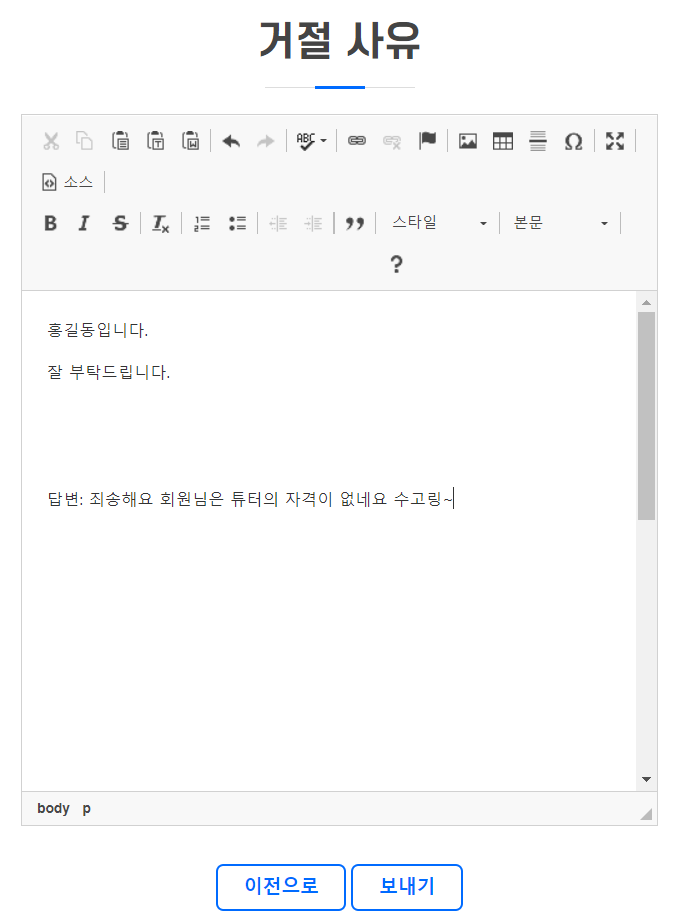 거절 사유
ABC
소스
B I S Ix
스타일 본문
?
홍길동입니다.
잘 부탁드립니다.
답변: 죄송해요 회원님은 튜터의 자격이 없네요 수고링~
body p
이전으로 보내기